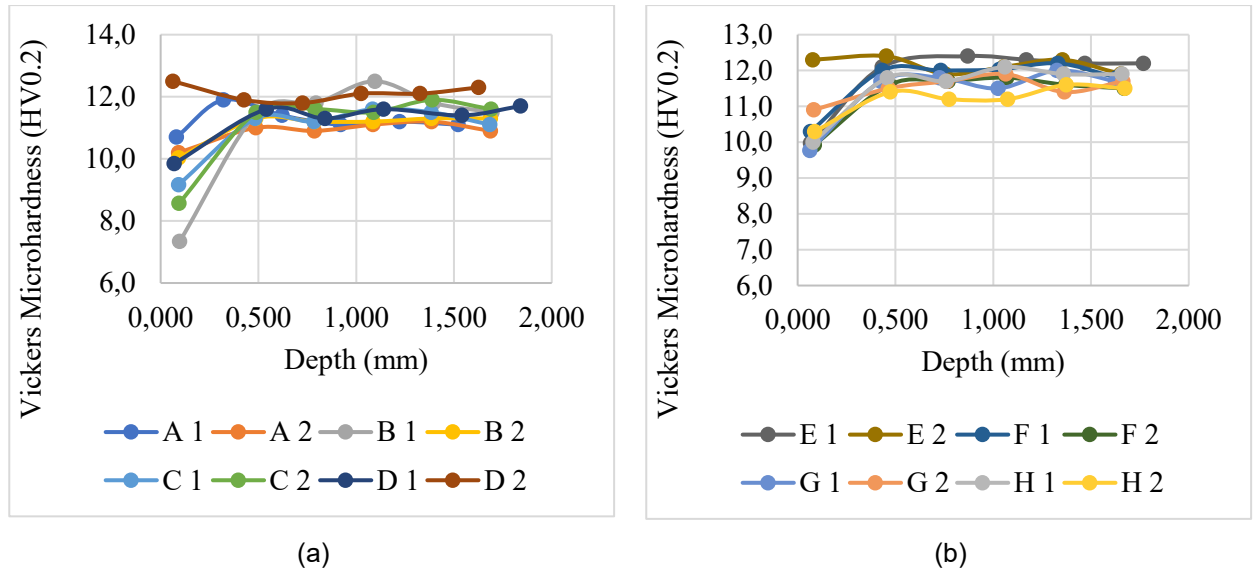 Vickers Microhardness (HV0.2)
14,0
12,0
10,0
8,0
6,0
0,000 0,500 1,000 1,500 2,000
Depth (mm)
A 1 A 2 B 1 B 2
C 1 C 2 D 1 D 2
(a)
Vickers Microhardness (HV0.2)
13,0
12,0
11,0
10,0
9,0
8,0
7,0
6,0
0,000 0,500 1,000 1,500 2,000
Depth (mm)
E 1 E 2 F 1 F 2
G 1 G 2 H 1 H 2
(b)